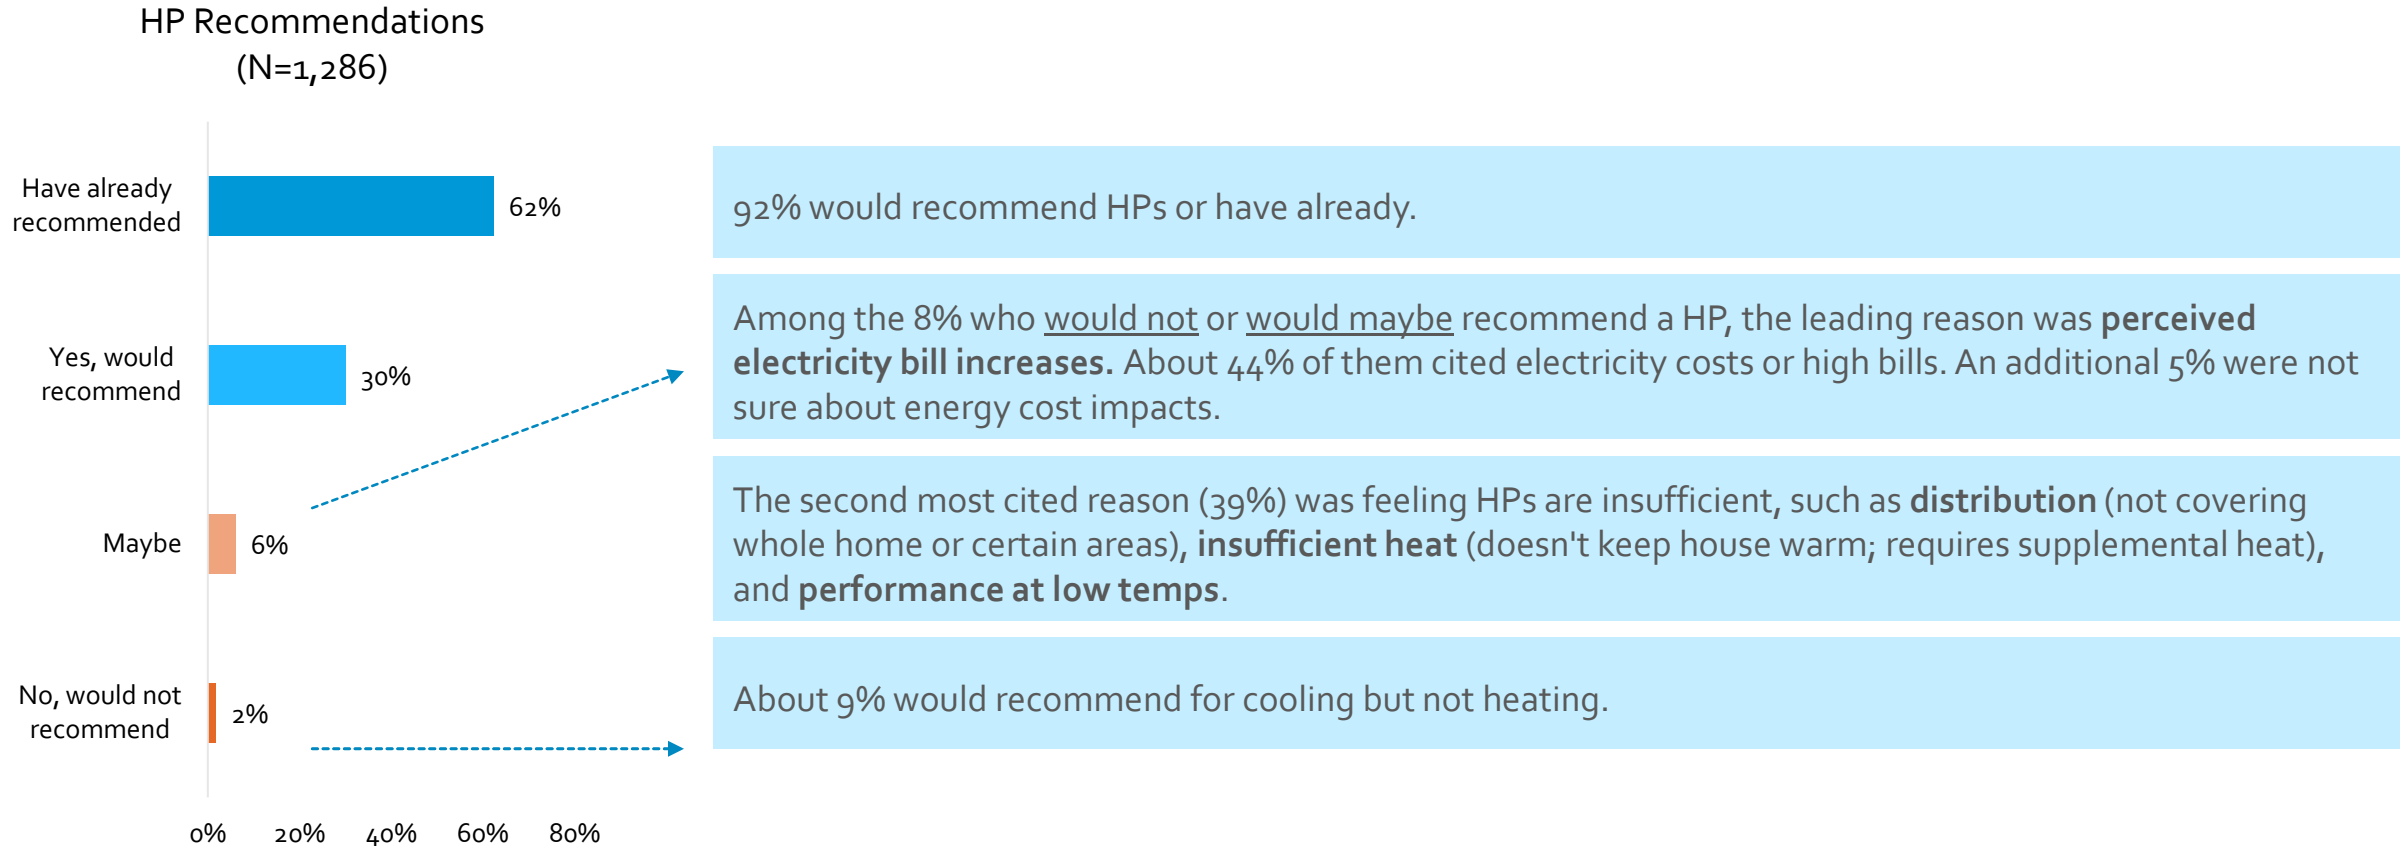 HP Recommendations
(N=1,286)
Have already
recommended
62%
92% would recommend HPs or have already.
Yes, would
recommend
30%
Among the 8% who would not or would maybe recommend a HP, the leading reason was perceived
electricity bill increases. About 44% of them cited electricity costs or high bills. An additional 5% were not
sure about energy cost impacts.
Maybe
6%
The second most cited reason (39%) was feeling HPs are insufficient, such as distribution (not covering
whole home or certain areas), insufficient heat (doesn't keep house warm; requires supplemental heat),
and performance at low temps.
No, would not
recommend
2%
About 9% would recommend for cooling but not heating.
0% 20% 40% 60% 80%